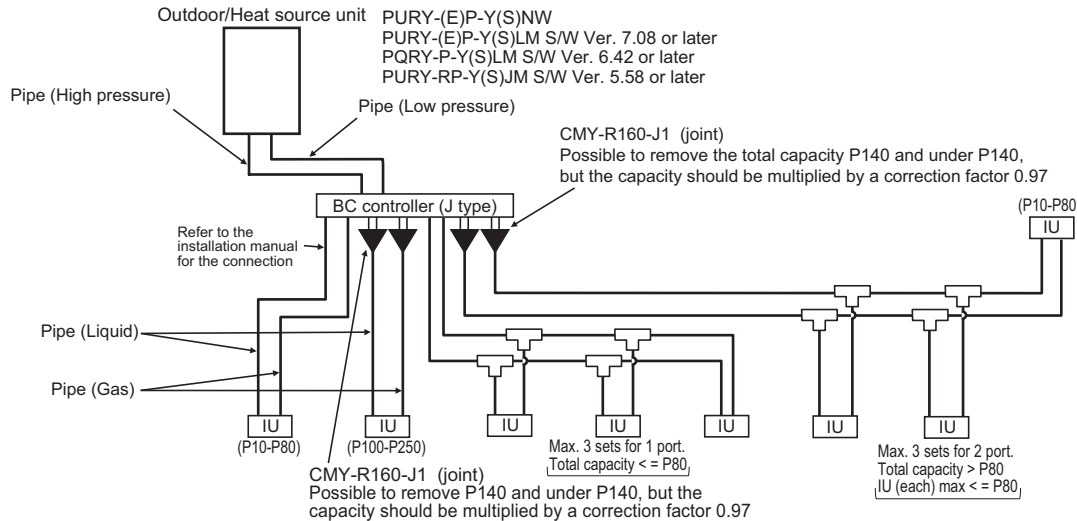 Outdoor/Heat source unit
PURY-(E)P-Y(S)NW
PURY-(E)P-Y(S)LM S/W Ver. 7.08 or later
PQRY-P-Y(S)LM S/W Ver. 6.42 or later
PURY-RP-Y(S)JM S/W Ver. 5.58 or later
Pipe (High pressure)
Pipe (Low pressure)
CMY-R160-J1 (joint)
Possible to remove the total capacity P140 and under P140,
but the capacity should be multiplied by a correction factor 0.97
BC controller (J type)
(P10-P80
IU
Refer to the
installation manual
for the connection
Pipe (Liquid)
Pipe (Gas)
IU
IU
IU
IU
IU
IU
IU
(P10-P80)
(P100-P250)
Max. 3 sets for 1 port.
Total capacity < = P80
Max. 3 sets for 2 port.
Total capacity > P80
IU (each) max < = P80
CMY-R160-J1 (joint)
Possible to remove P140 and under P140, but the
capacity should be multiplied by a correction factor 0.97